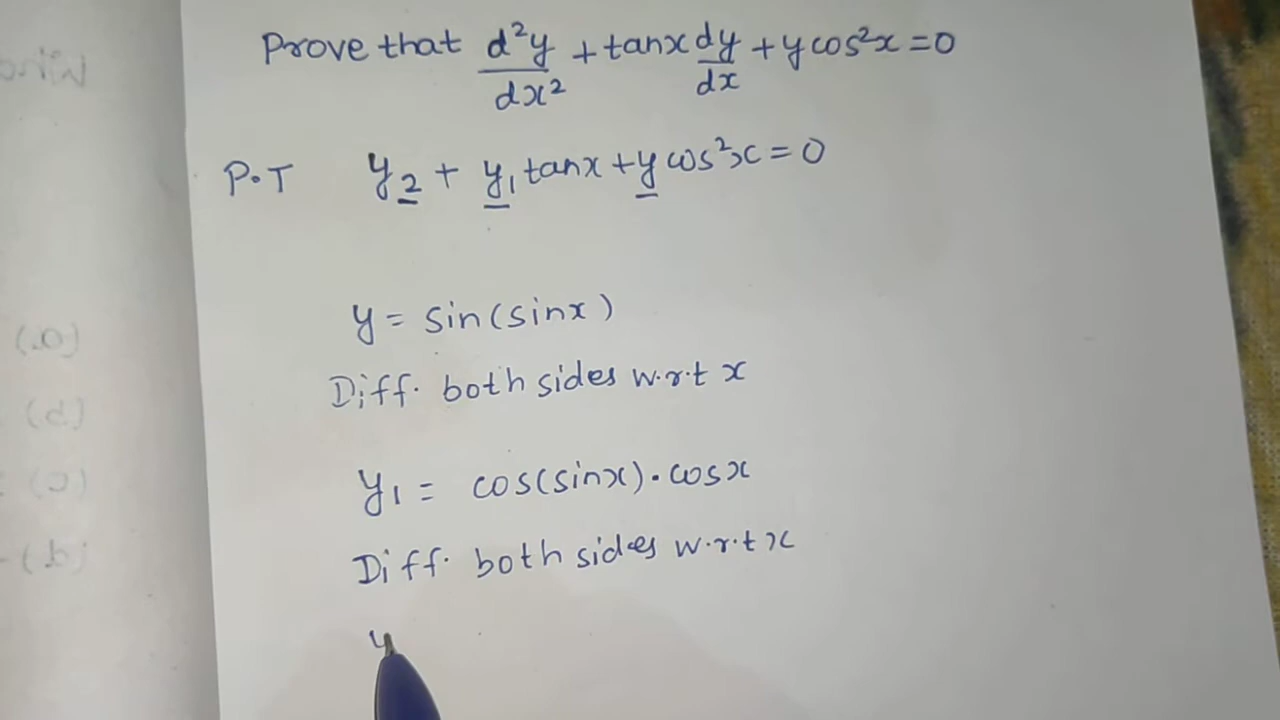 Prove that d²y/dx² + tanx dy/dx + y cos²x = 0
P.T y₂ + y₁ tanx + y cos²x = 0
y = sin(sinx)
Diff. both sides w.r.t x
y₁ = cos(sinx) . cosx
Diff. both sides w.r.t x
y